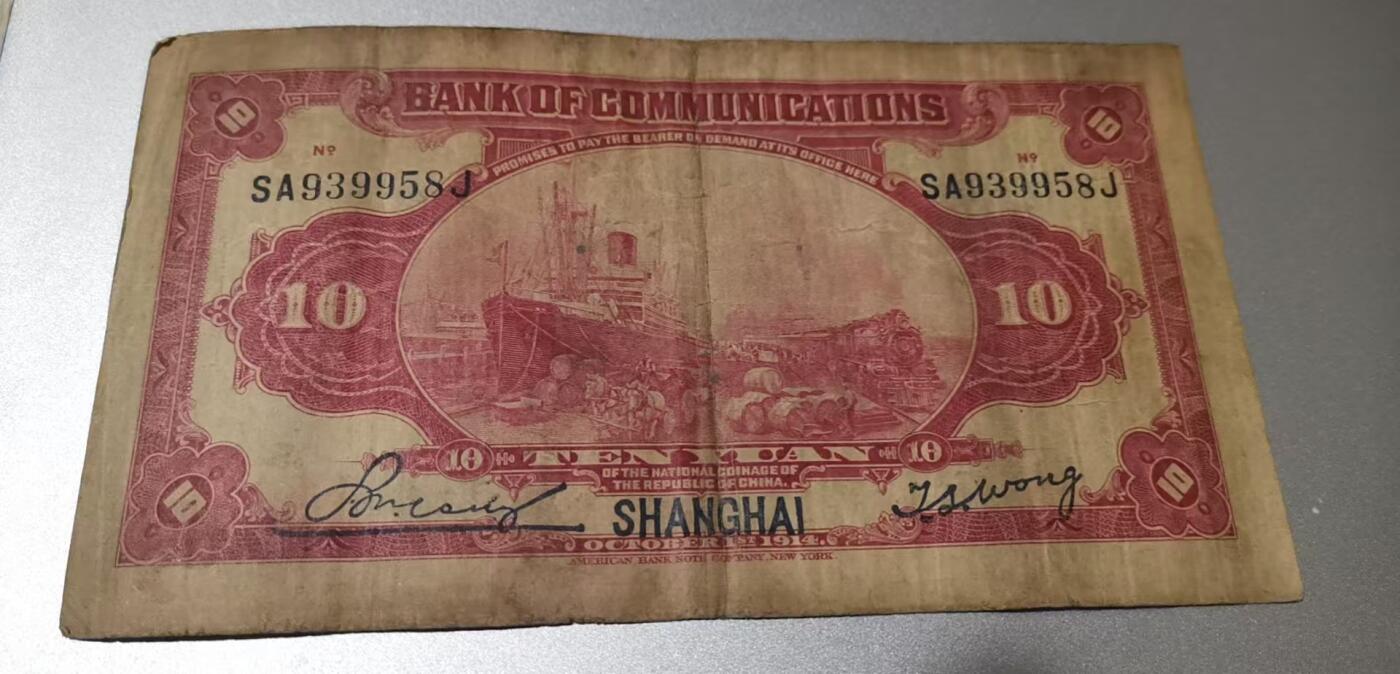 BANK OF COMMUNICATIONS
PROMISES TO PAY THE BEARER ON DEMAND AT ITS OFFICE HERE
10
10
Nº
Nº
SA939958J
SA939958J
10
10
10 TEN YUAN 10
OF THE NATIONAL COINAGE OF
THE REPUBLIC OF CHINA.
T.S. Wong
SHANGHAI
10
10
OCTOBER 1ST 1914.
AMERICAN BANK NOTE COMPANY, NEW YORK.